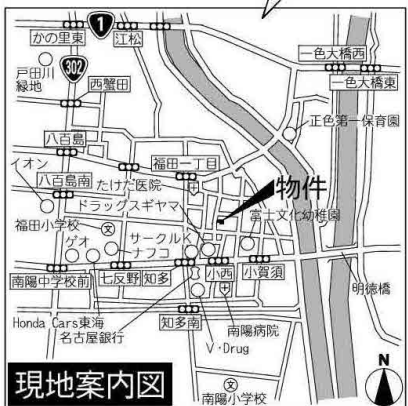 1
かの里東
江松
一色大橋西
一色大橋東
戸田川
緑地
302
西蟹田
正色第一保育園
八百島
福田一丁目
イオン
八百島南
たけだ医院
物件
ドラッグスギヤマ
富士文化幼稚園
福田小学校
文
ゲオ
サークルK
ナフコ
南陽中学校前
七反野
知多
小西
小賀須
明徳橋
Honda Cars東海
名古屋銀行
知多南
南陽病院
V・Drug
現地案内図
文
南陽小学校
N